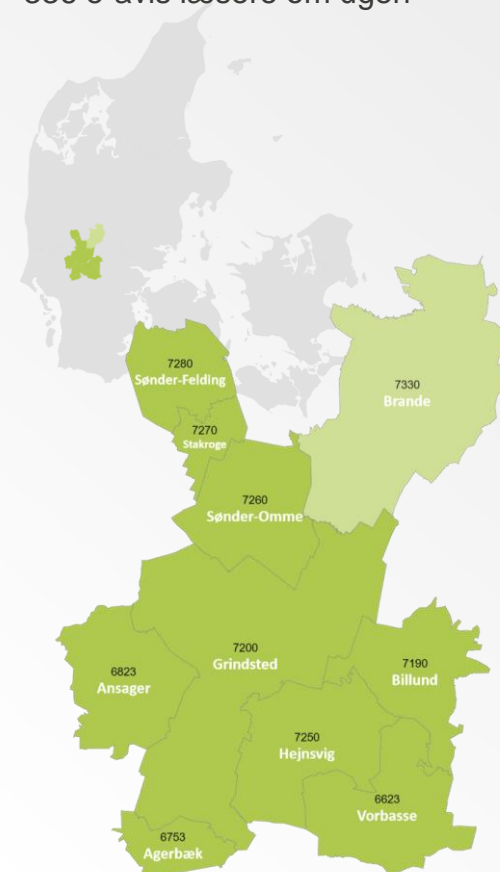 7280
Sønder-Felding
7330
Brande
7270
Stakroge
7260
Sønder-Omme
7200
Grindsted
6823
Ansager
7190
Billund
7250
Hejnsvig
6623
Vorbasse
6753
Agerbæk